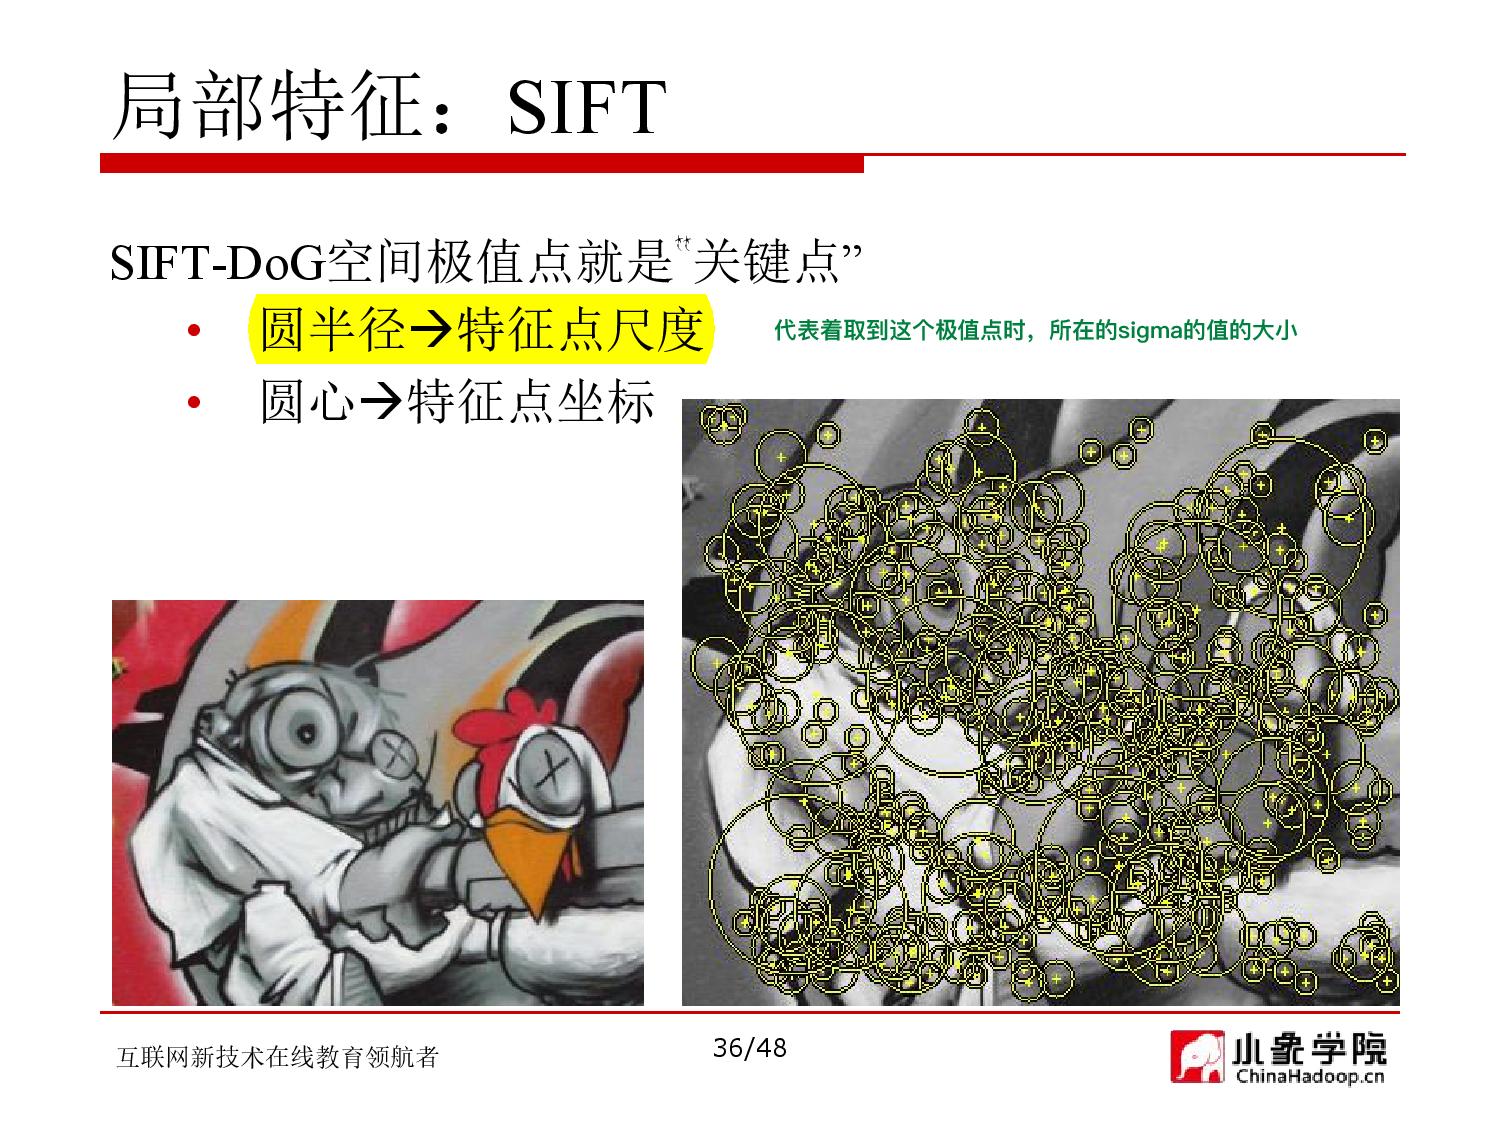 局部特征：SIFT
SIFT-DoG空间极值点就是“关键点”
• 圆半径→特征点尺度
代表着取到这个极值点时，所在的sigma的值的大小
• 圆心→特征点坐标
互联网新技术在线教育领航者
36/48
小象学院
ChinaHadoop.cn